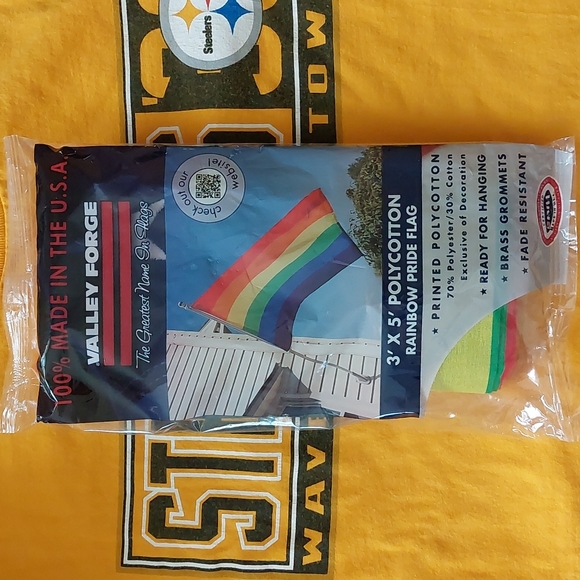 100% MADE IN THE U.S.A.
VALLEY FORGE
The Greatest Name In Flags
check out our
website!
3' X 5' POLYCOTTON
RAINBOW PRIDE FLAG
★ PRINTED POLYCOTTON
70% Polyester/30% Cotton
Exclusive of Decoration
★ READY FOR HANGING
★ BRASS GROMMETS
★ FADE RESISTANT
Steelers
WAV
TOW